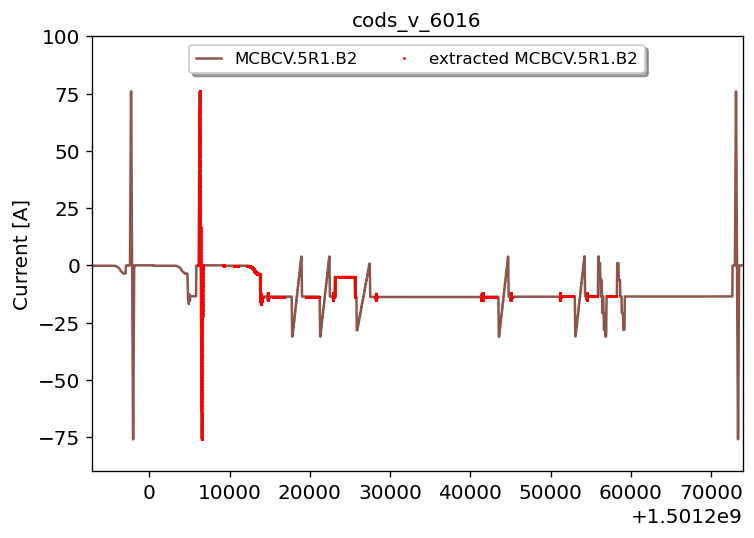 cods_v_6016
MCBCV.5R1.B2
extracted MCBCV.5R1.B2
Current [A]
100
75
50
25
0
−25
−50
−75
0 10000 20000 30000 40000 50000 60000 70000
+1.5012e9